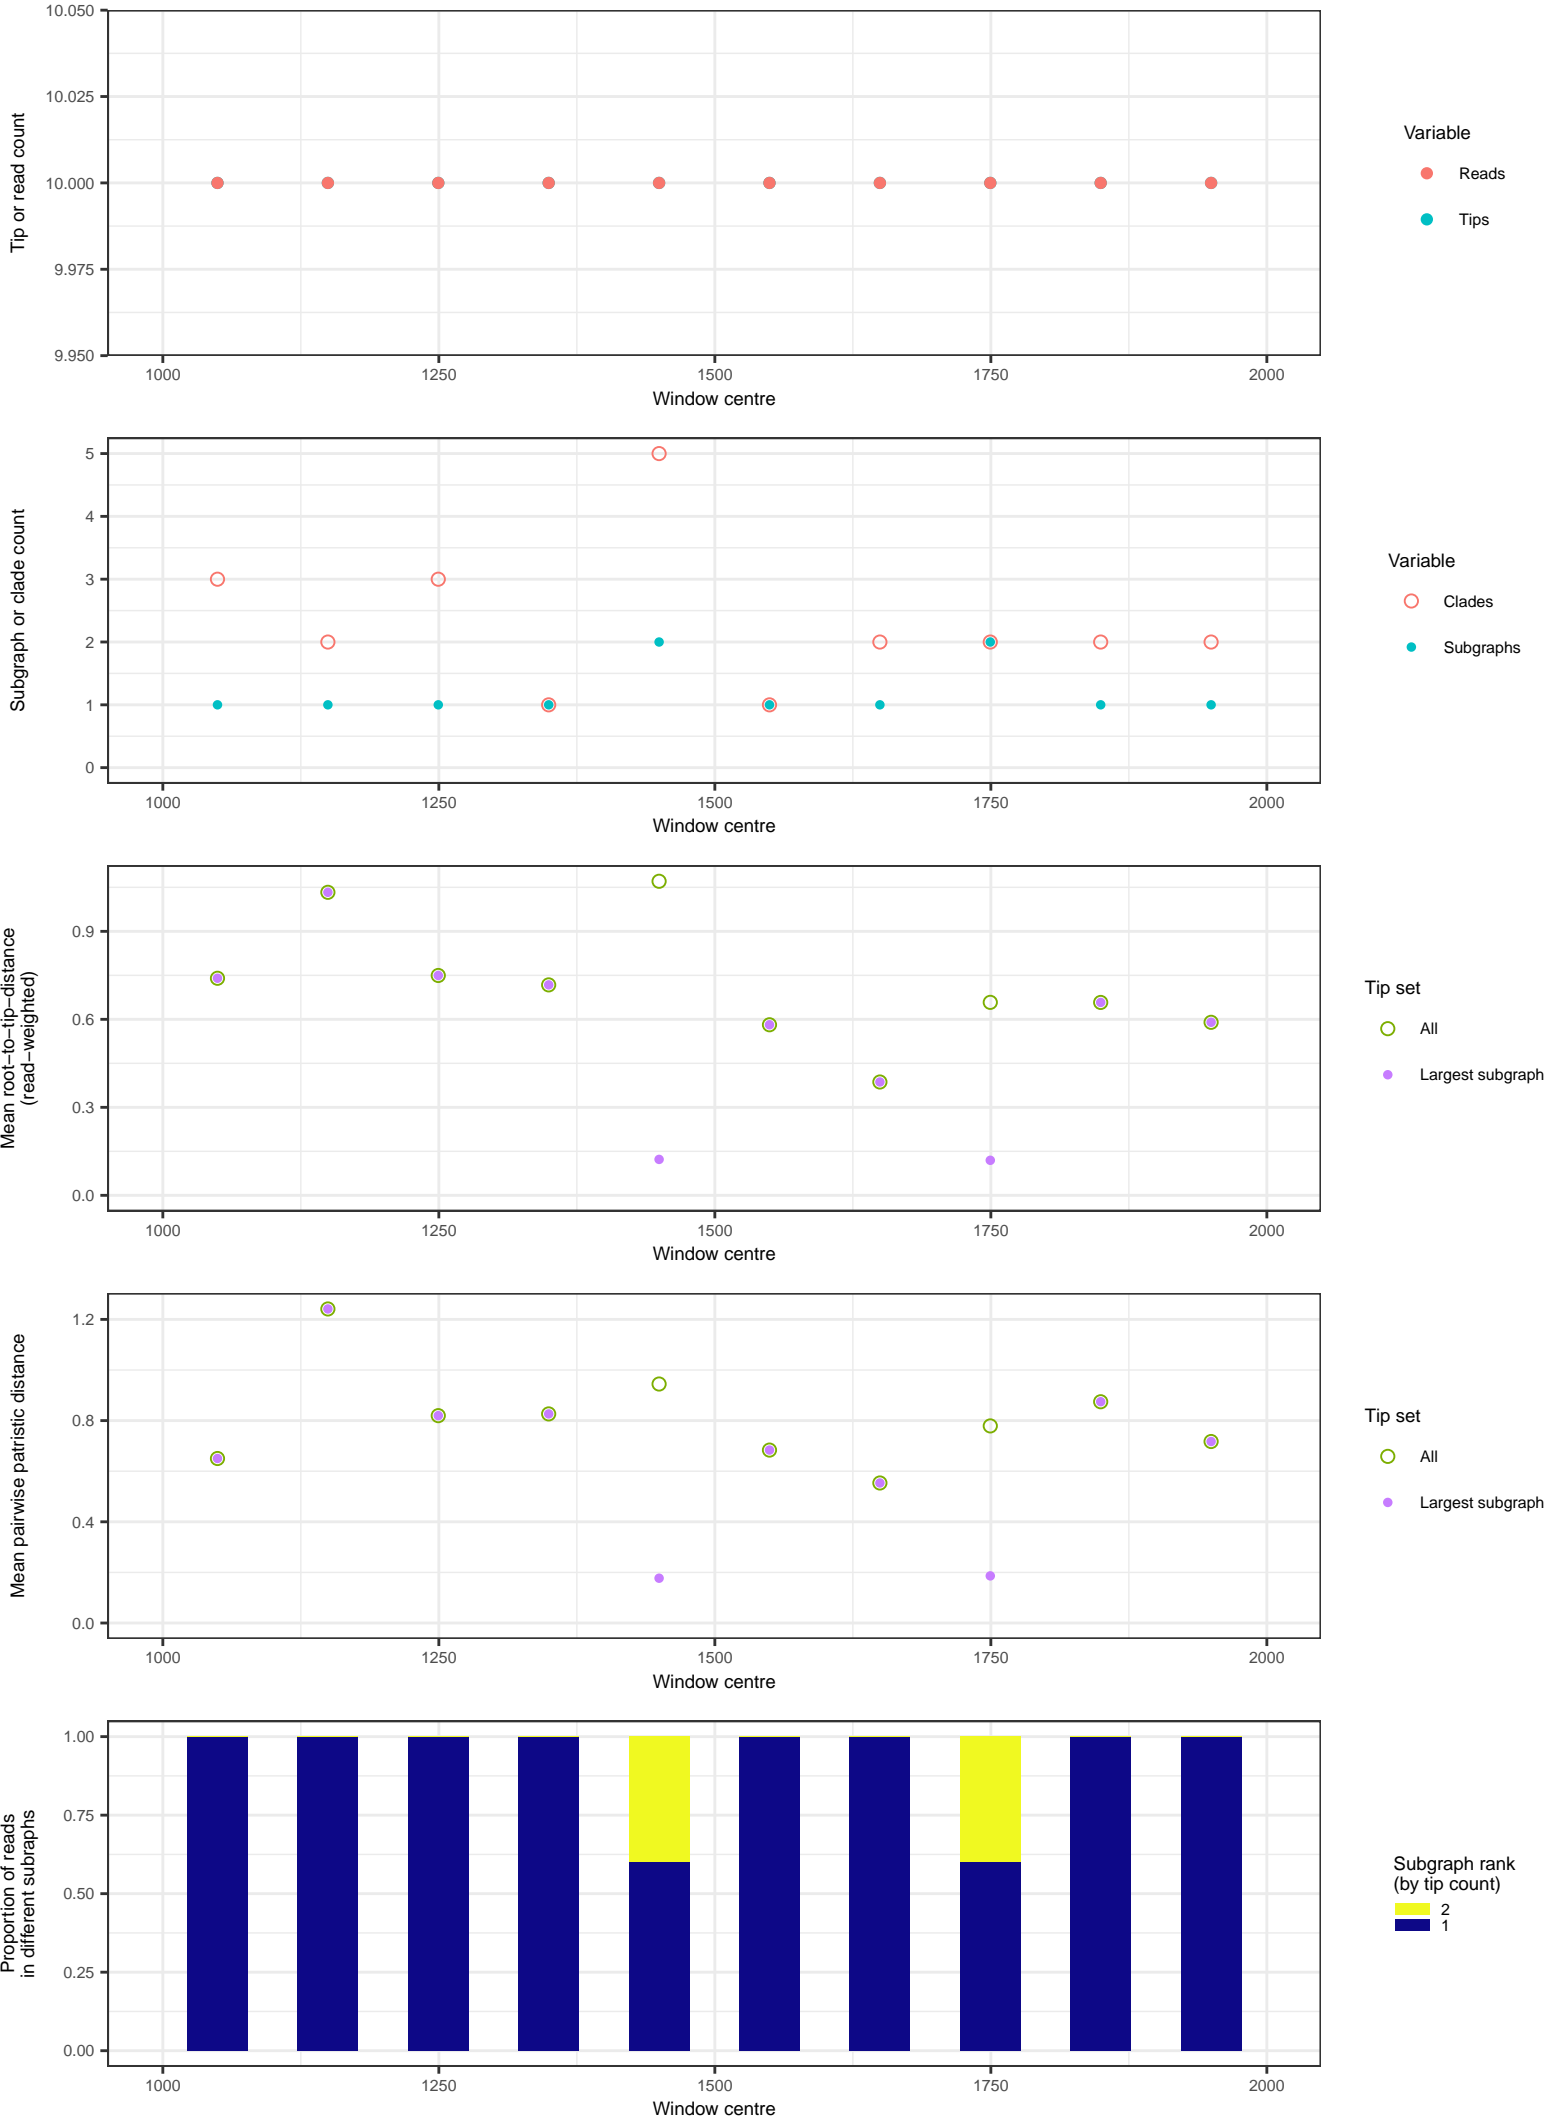 10.050
10.025
10.000
9.975
9.950
Tip or read count
1000 1250 1500 1750 2000
Window centre
Variable
Reads
Tips
5
4
3
2
1
0
Subgraph or clade count
1000 1250 1500 1750 2000
Window centre
Variable
Clades
Subgraphs
0.9
0.6
0.3
0.0
Mean root−to−tip−distance
(read−weighted)
1000 1250 1500 1750 2000
Window centre
Tip set
All
Largest subgraph
1.2
0.8
0.4
0.0
Mean pairwise patristic distance
1000 1250 1500 1750 2000
Window centre
Tip set
All
Largest subgraph
1.00
0.75
0.50
0.25
0.00
Proportion of reads
in different subraphs
1000 1250 1500 1750 2000
Window centre
Subgraph rank
(by tip count)
2
1